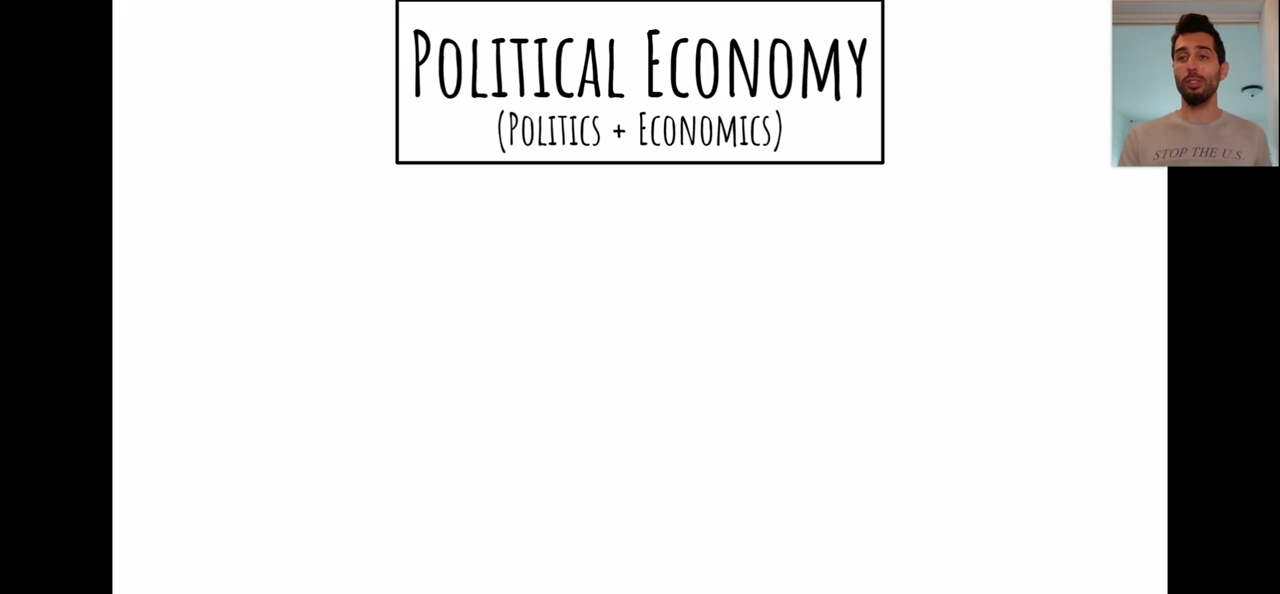 POLITICAL ECONOMY
(POLITICS + ECONOMICS)
STOP THE U.S.